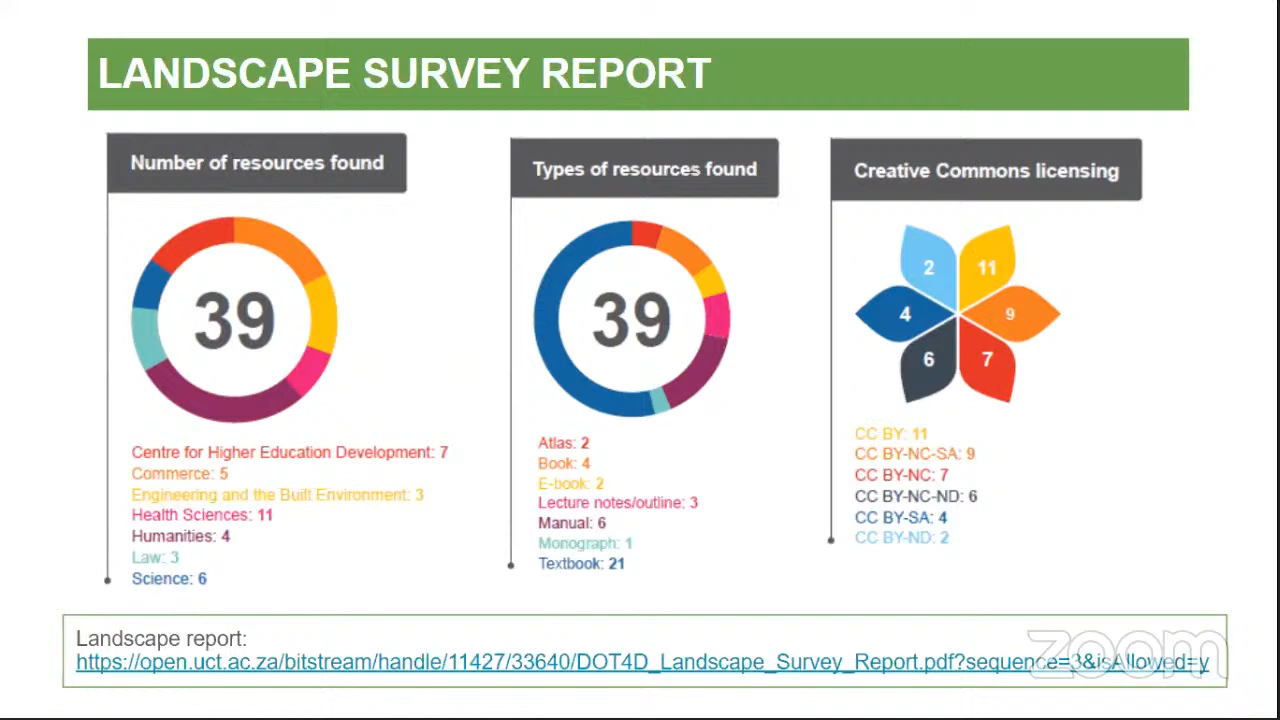 LANDSCAPE SURVEY REPORT
Number of resources found
39
Centre for Higher Education Development: 7
Commerce: 5
Engineering and the Built Environment: 3
Health Sciences: 11
Humanities: 4
Law: 3
Science: 6
Types of resources found
39
Atlas: 2
Book: 4
E-book: 2
Lecture notes/outline: 3
Manual: 6
Monograph: 1
Textbook: 21
Creative Commons licensing
2
11
4
9
6
7
CC BY: 11
CC BY-NC-SA: 9
CC BY-NC: 7
CC BY-NC-ND: 6
CC BY-SA: 4
CC BY-ND: 2
Landscape report:
https://open.uct.ac.za/bitstream/handle/11427/33640/DOT4D_Landscape_Survey_Report.pdf?sequence=3&isAllowed=y
zoom